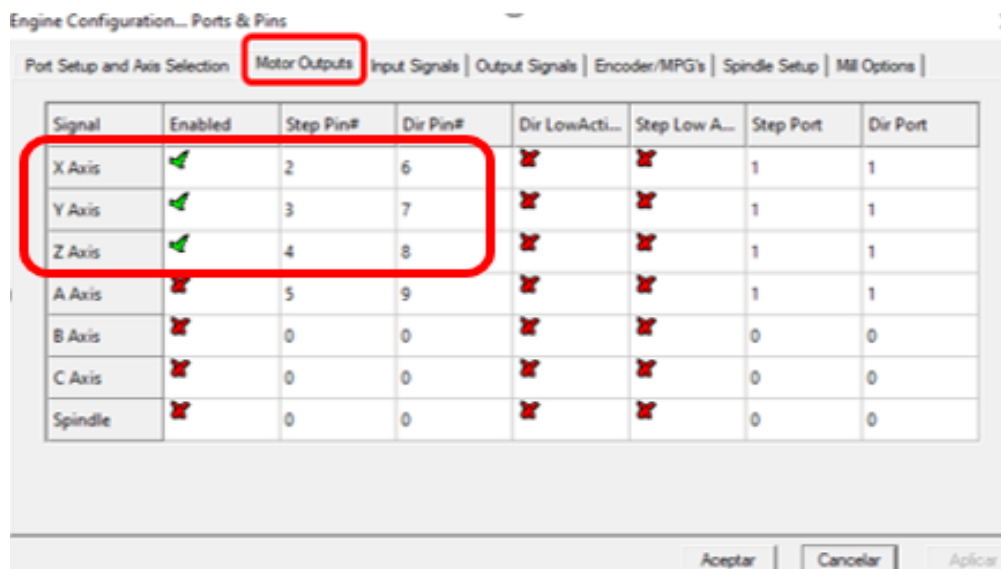 Engine Configuration... Ports & Pins
Port Setup and Axis Selection Motor Outputs Input Signals Output Signals Encoder/MPG's Spindle Setup Mill Options
Signal Enabled Step Pin# Dir Pin# Dir LowActi... Step Low A... Step Port Dir Port
X Axis 2 6 1 1
Y Axis 3 7 1 1
Z Axis 4 8 1 1
A Axis 5 9 1 1
B Axis 0 0 0 0
C Axis 0 0 0 0
Spindle 0 0 0 0
Aceptar Cancelar Aplicar